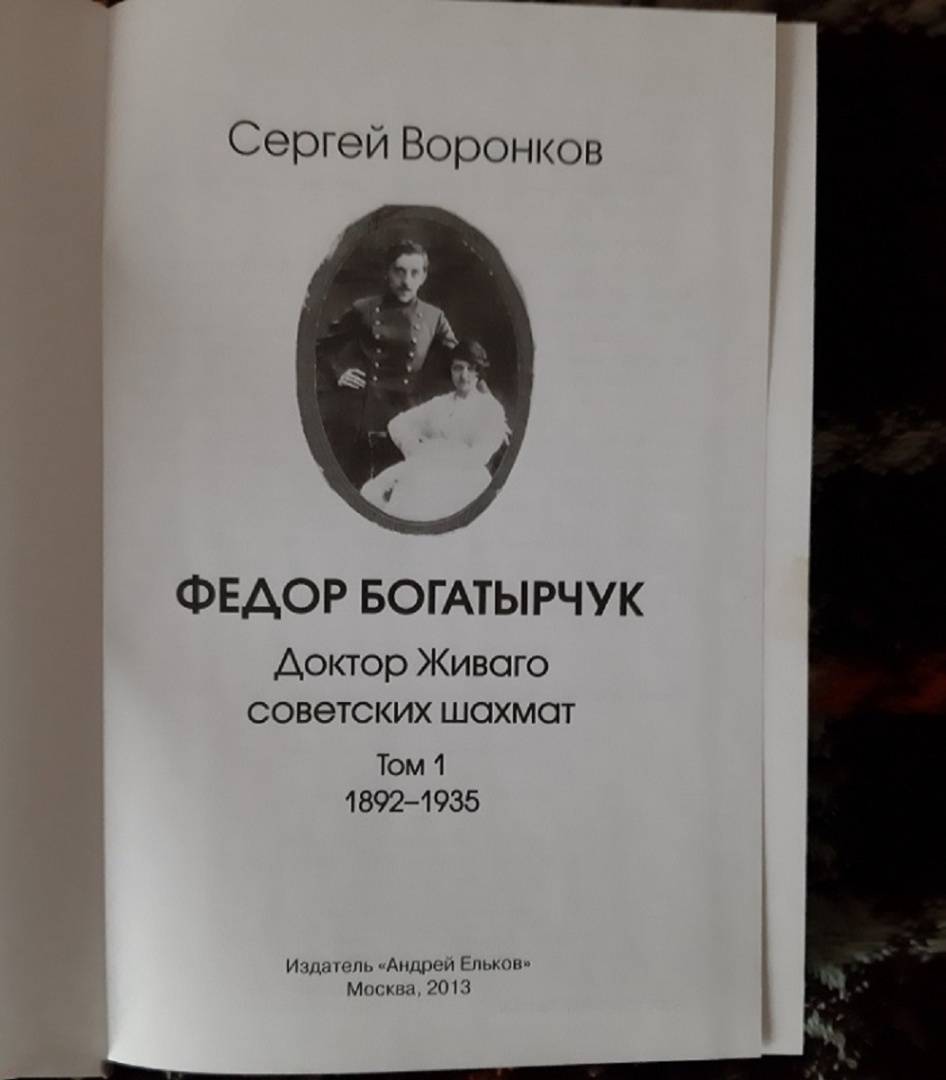 Сергей Воронков
ФЕДОР БОГАТЫРЧУК
Доктор Живаго
советских шахмат
Том 1
1892–1935
Издатель «Андрей Ельков»
Москва, 2013